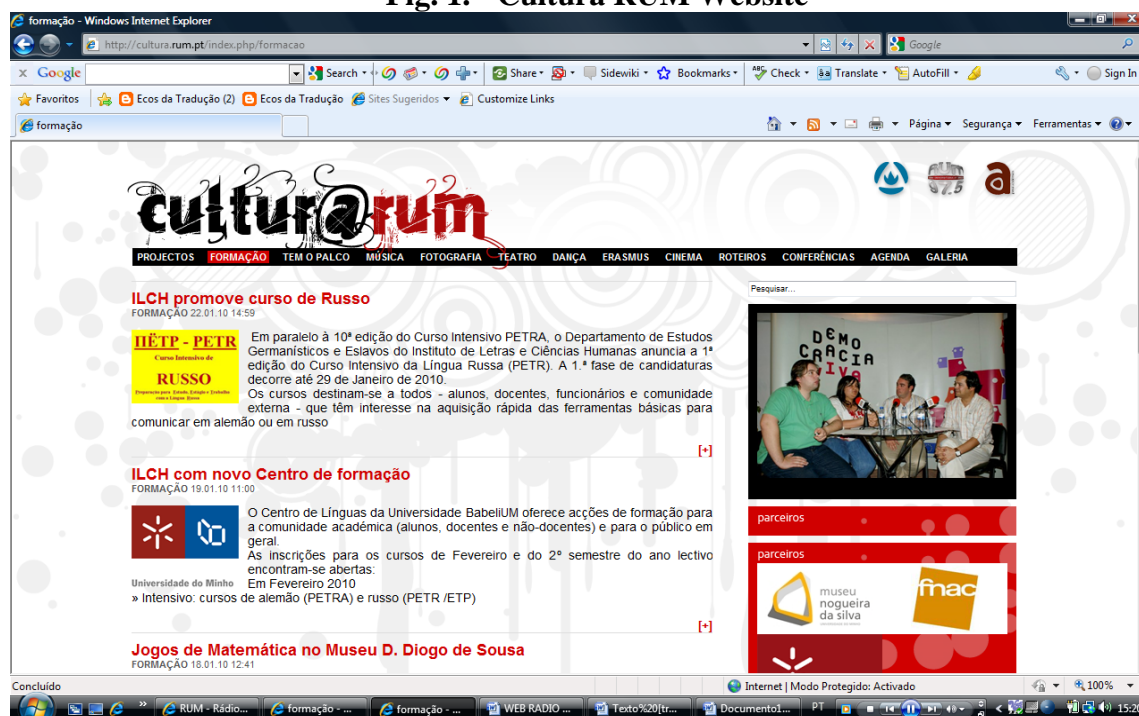 Fig. 1. - Cultura RUM Website
formação - Windows Internet Explorer
http://cultura.rum.pt/index.php/formacao
Google
x Google
Search
Share
Sidewiki
Bookmarks
Check
Translate
AutoFill
Sign In
Favoritos
Ecos da Tradução (2)
Ecos da Tradução
Sites Sugeridos
Customize Links
formação
Página
Segurança
Ferramentas
cultur@rum
97.5
PROJECTOS FORMAÇÃO TEM O PALCO MÚSICA FOTOGRAFIA TEATRO DANÇA ERASMUS CINEMA ROTEIROS CONFERÊNCIAS AGENDA GALERIA
ILCH promove curso de Russo
FORMAÇÃO 22.01.10 14:59
ПЁТР - PETR
Curso Intensivo de
RUSSO
Em paralelo à 10ª edição do Curso Intensivo PETRA, o Departamento de Estudos
Germanísticos e Eslavos do Instituto de Letras e Ciências Humanas anuncia a 1ª
edição do Curso Intensivo da Língua Russa (PETR). A 1.ª fase de candidaturas
decorre até 29 de Janeiro de 2010.
Os cursos destinam-se a todos - alunos, docentes, funcionários e comunidade
externa - que têm interesse na aquisição rápida das ferramentas básicas para
comunicar em alemão ou em russo
[+]
ILCH com novo Centro de formação
FORMAÇÃO 19.01.10 11:00
Universidade do Minho
O Centro de Línguas da Universidade BabeliUM oferece acções de formação para
a comunidade académica (alunos, docentes e não-docentes) e para o público em
geral.
As inscrições para os cursos de Fevereiro e do 2º semestre do ano lectivo
encontram-se abertas:
Em Fevereiro 2010
» Intensivo: cursos de alemão (PETRA) e russo (PETR /ETP)
[+]
Jogos de Matemática no Museu D. Diogo de Sousa
FORMAÇÃO 18.01.10 12:41
Pesquisar...
DEMO
CRACIA
parceiros
parceiros
museu
nogueira
da silva
fnac
Concluído
Internet | Modo Protegido: Activado
100%
RUM - Rádio...
formação - ...
formação - ...
WEB RADIO ...
Texto%20[tr...
Documento1...
PT
15:20